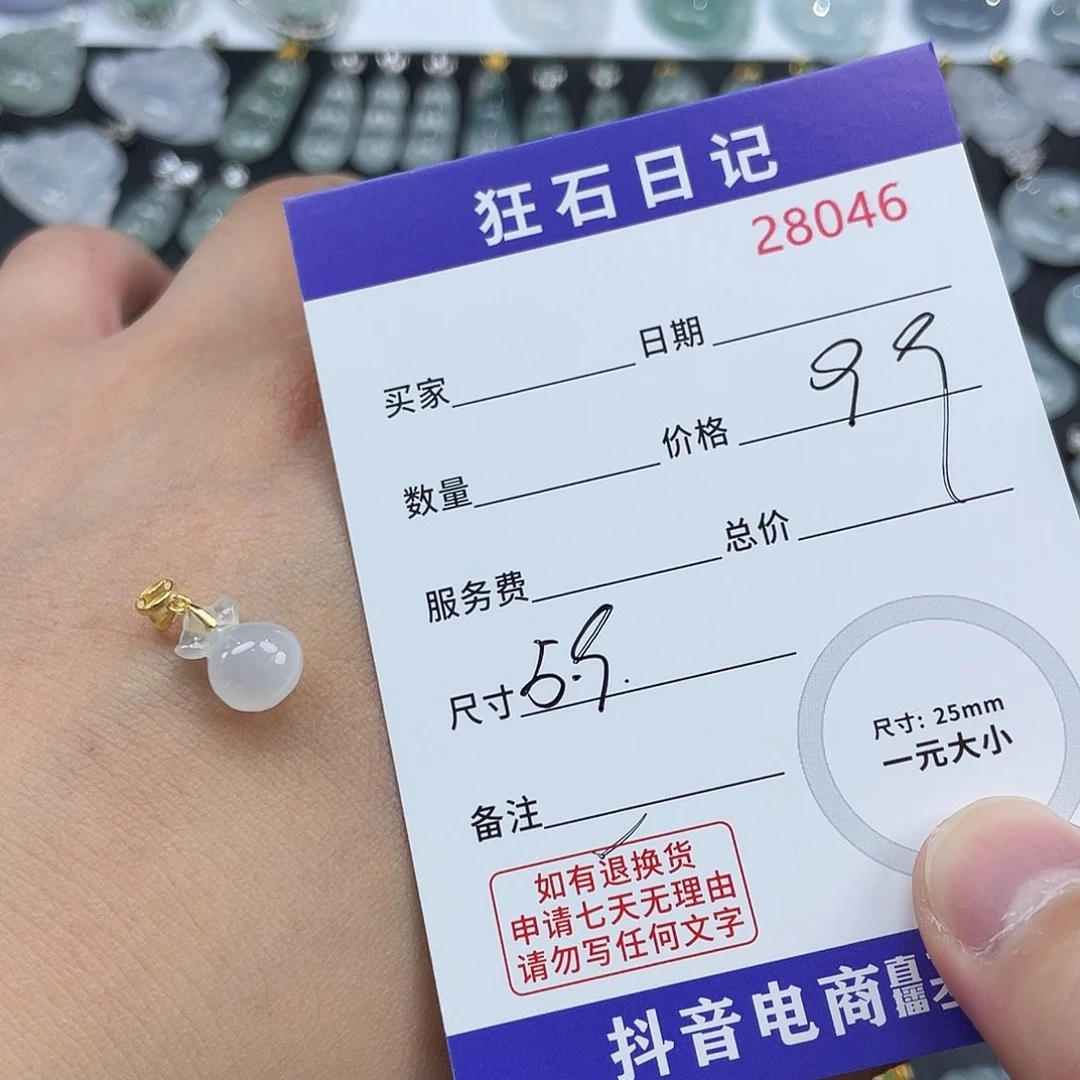 狂石日记
28046
买家 日期
数量 价格 99
服务费 总价
尺寸 5.9.
尺寸: 25mm
一元大小
备注
如有退换货
申请七天无理由
请勿写任何文字
抖音电商直播